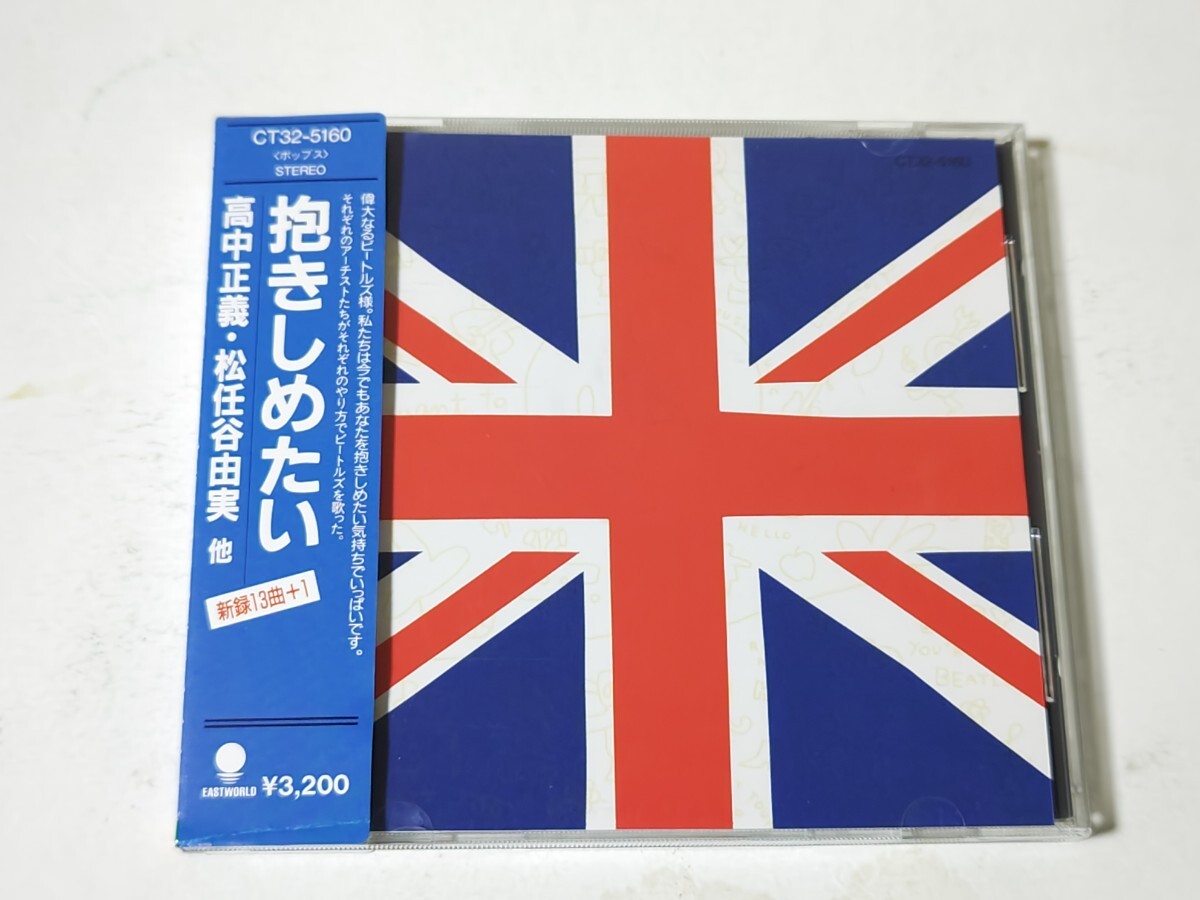 CT32-5160
〈ポップス〉
STEREO
偉大なるビートルズ様。私たちは今でもあなたを抱きしめたい気持ちでいっぱいです。
それぞれのアーチストたちがそれぞれのやり方でビートルズを歌った。
抱きしめたい
高中正義・松任谷由実 他
新録13曲+1
EASTWORLD
¥3,200
CT32-5160
HELLO
YOU
BEATL